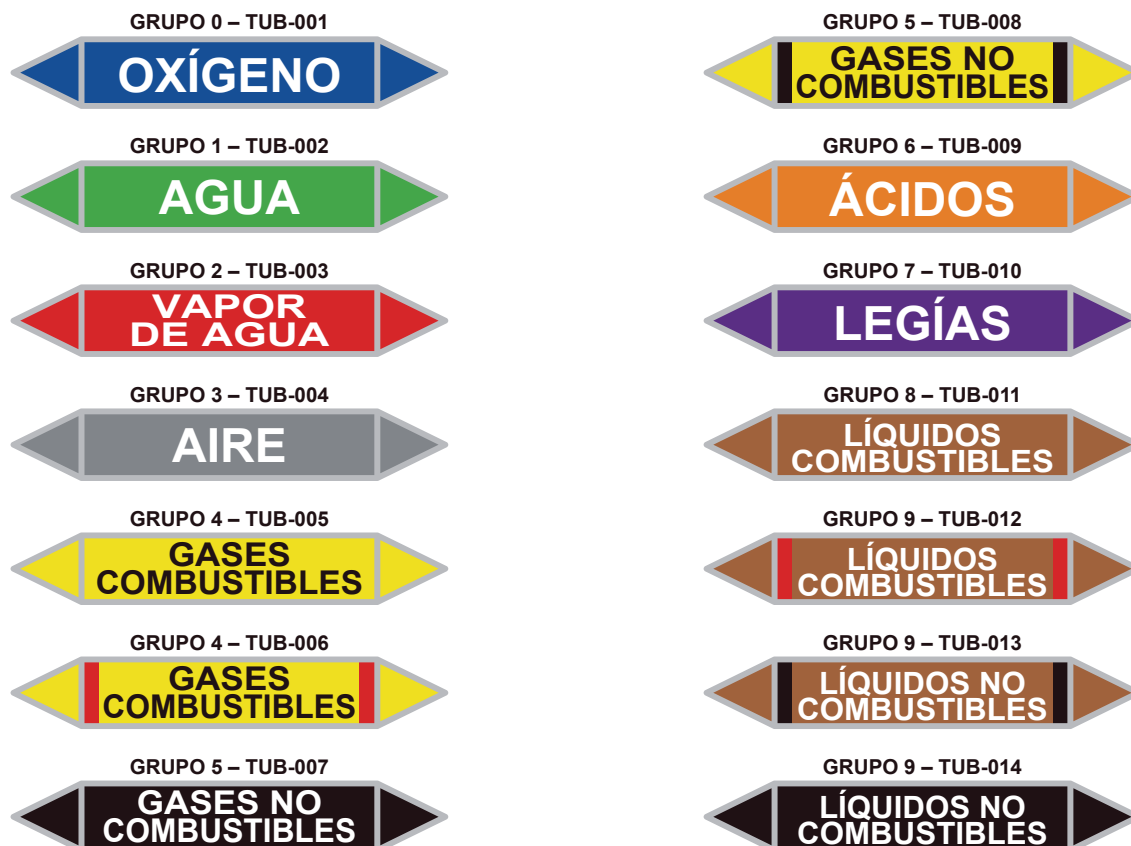 GRUPO 0 – TUB-001
OXÍGENO
GRUPO 1 – TUB-002
AGUA
GRUPO 2 – TUB-003
VAPOR
DE AGUA
GRUPO 3 – TUB-004
AIRE
GRUPO 4 – TUB-005
GASES
COMBUSTIBLES
GRUPO 4 – TUB-006
GASES
COMBUSTIBLES
GRUPO 5 – TUB-007
GASES NO
COMBUSTIBLES
GRUPO 5 – TUB-008
GASES NO
COMBUSTIBLES
GRUPO 6 – TUB-009
ÁCIDOS
GRUPO 7 – TUB-010
LEGÍAS
GRUPO 8 – TUB-011
LÍQUIDOS
COMBUSTIBLES
GRUPO 9 – TUB-012
LÍQUIDOS
COMBUSTIBLES
GRUPO 9 – TUB-013
LÍQUIDOS NO
COMBUSTIBLES
GRUPO 9 – TUB-014
LÍQUIDOS NO
COMBUSTIBLES